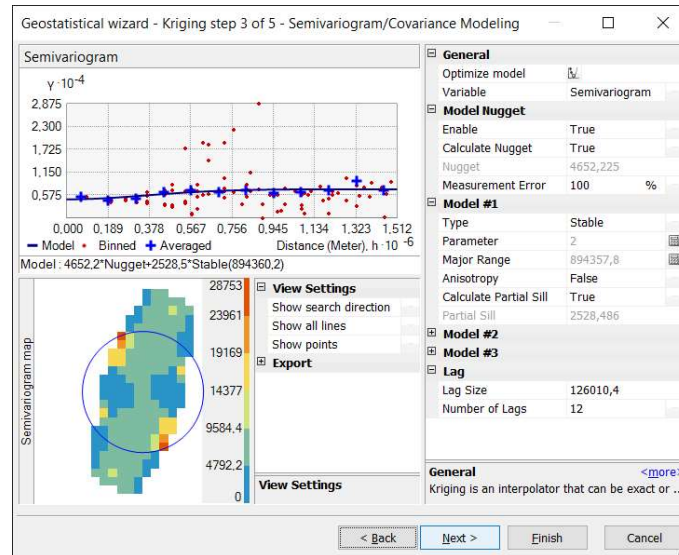 Geostatistical wizard - Kriging step 3 of 5 - Semivariogram/Covariance Modeling
Semivariogram
γ·10⁻⁴
2.875
2.300
1.725
1.150
0.575
0.000 0.189 0.378 0.567 0.756 0.945 1.134 1.323 1.512
Model Binned Averaged Distance (Meter), h·10⁻⁶
Model : 4652,2*Nugget+2528,5*Stable(894360,2)
Semivariogram map
28753
23961
19169
14377
9584.4
4792.2
0
View Settings
Show search direction
Show all lines
Show points
Export
View Settings
General
Optimize model
Variable Semivariogram
Model Nugget
Enable True
Calculate Nugget True
Nugget 4652,225
Measurement Error 100 %
Model #1
Type Stable
Parameter 2
Major Range 894357,8
Anisotropy False
Calculate Partial Sill True
Partial Sill 2528,486
Model #2
Model #3
Lag
Lag Size 126010,4
Number of Lags 12
General <more>
Kriging is an interpolator that can be exact or ...
< Back Next > Finish Cancel